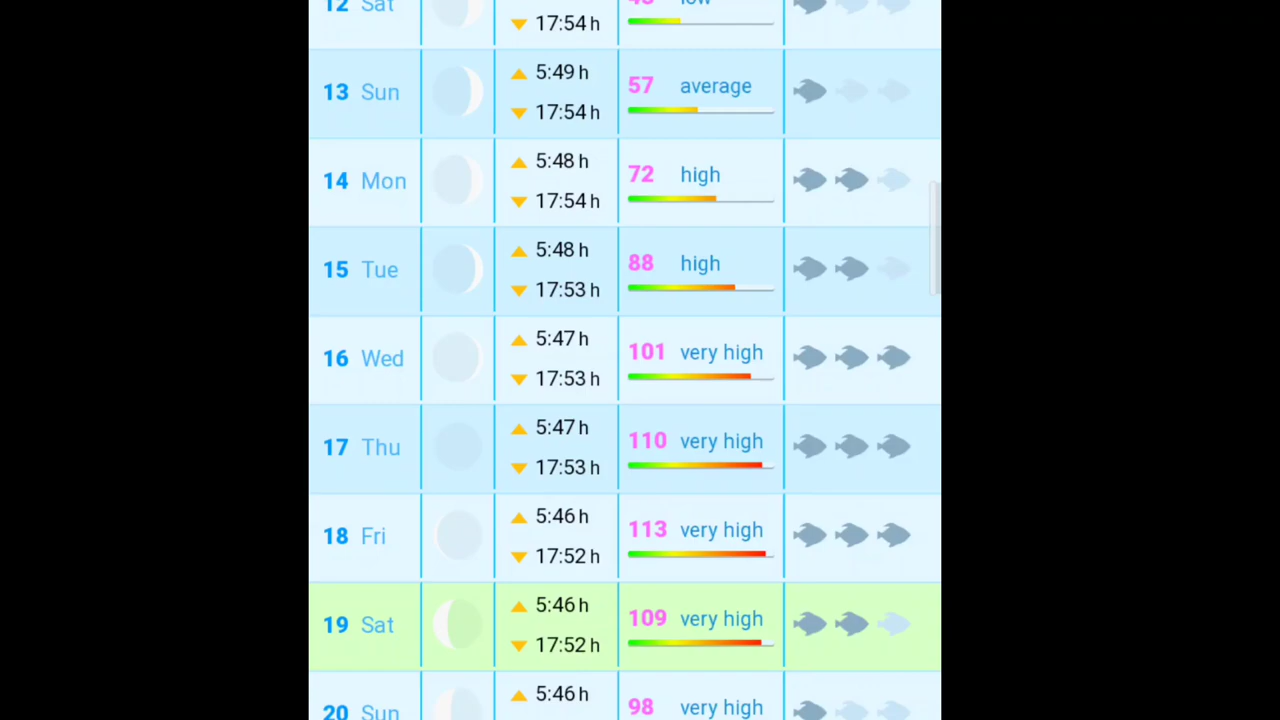 12 Sat
17:54 h
low
13 Sun
5:49 h
17:54 h
57 average
14 Mon
5:48 h
17:54 h
72 high
15 Tue
5:48 h
17:53 h
88 high
16 Wed
5:47 h
17:53 h
101 very high
17 Thu
5:47 h
17:53 h
110 very high
18 Fri
5:46 h
17:52 h
113 very high
19 Sat
5:46 h
17:52 h
109 very high
20 Sun
5:46 h
98 very high